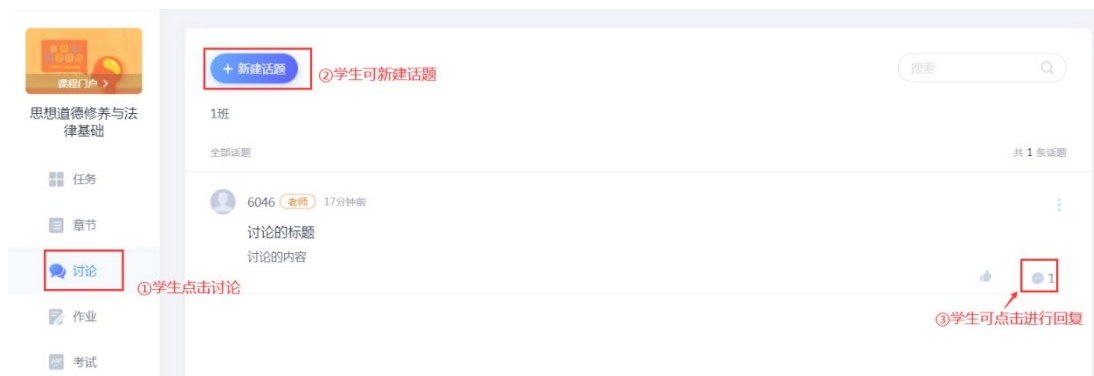 课程门户 >
思想道德修养与法
律基础
任务
章节
讨论
作业
考试
①学生点击讨论
+ 新建话题
②学生可新建话题
搜索
1班
全部话题
共 1 条话题
6046 老师 17分钟前
讨论的标题
讨论的内容
1
③学生可点击进行回复